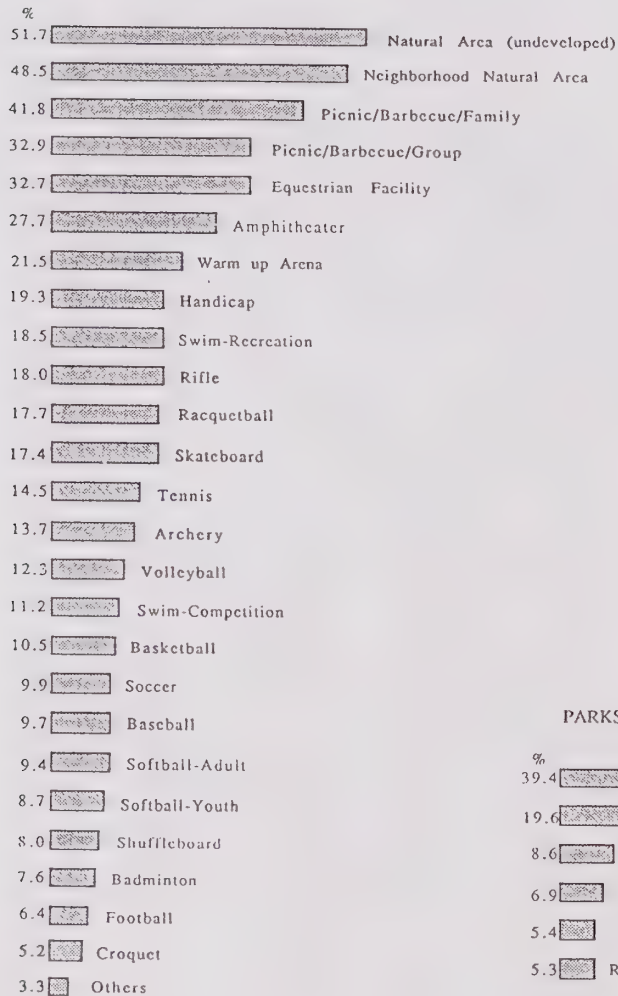 %
51.7 Natural Area (undeveloped)
48.5 Neighborhood Natural Area
41.8 Picnic/Barbecue/Family
32.9 Picnic/Barbecue/Group
32.7 Equestrian Facility
27.7 Amphitheater
21.5 Warm up Arena
19.3 Handicap
18.5 Swim-Recreation
18.0 Rifle
17.7 Racquetball
17.4 Skateboard
14.5 Tennis
13.7 Archery
12.3 Volleyball
11.2 Swim-Competition
10.5 Basketball
9.9 Soccer
9.7 Baseball
9.4 Softball-Adult
8.7 Softball-Youth
8.0 Shuffleboard
7.6 Badminton
6.4 Football
5.2 Croquet
3.3 Others
PARKS
%
39.4
19.6
8.6
6.9
5.4
5.3 R